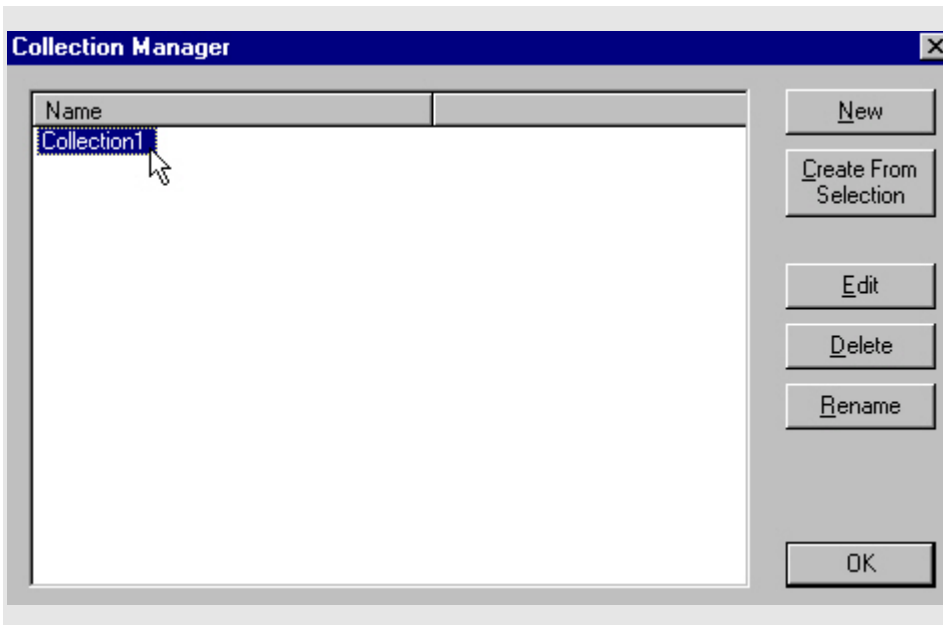 Collection Manager
Name
Collection1
New
Create From
Selection
Edit
Delete
Rename
OK